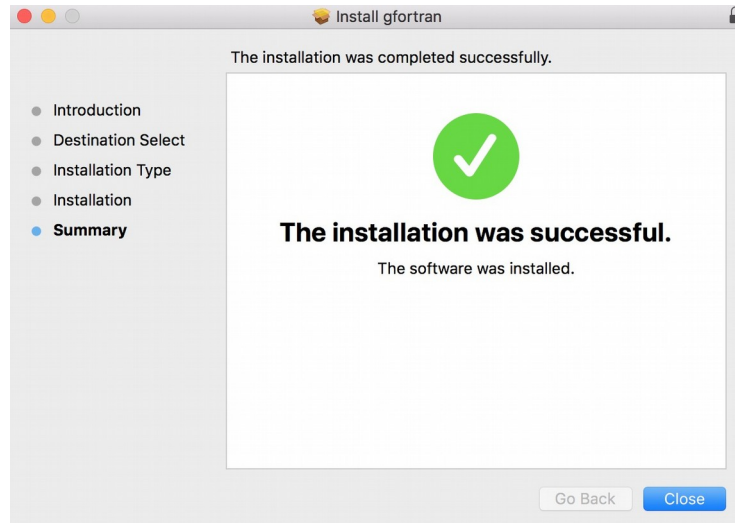 Install gfortran
The installation was completed successfully.
Introduction
Destination Select
Installation Type
Installation
Summary
The installation was successful.
The software was installed.
Go Back
Close